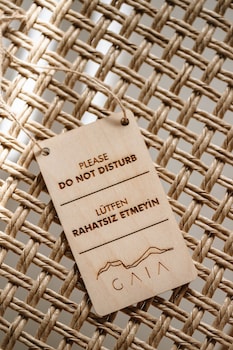 PLEASE
DO NOT DISTURB
LÜTFEN
RAHATSIZ ETMEYİN
GAIA